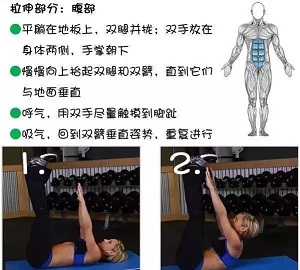 拉伸部分：腹部
●平躺在地板上，双腿并拢；双手放在
身体两侧，手掌朝下
●慢慢向上抬起双腿和双臂，直到它们
与地面垂直
●呼气，用双手尽量触摸到脚趾
●吸气，回到双臂垂直姿势，重复进行
1.
2.